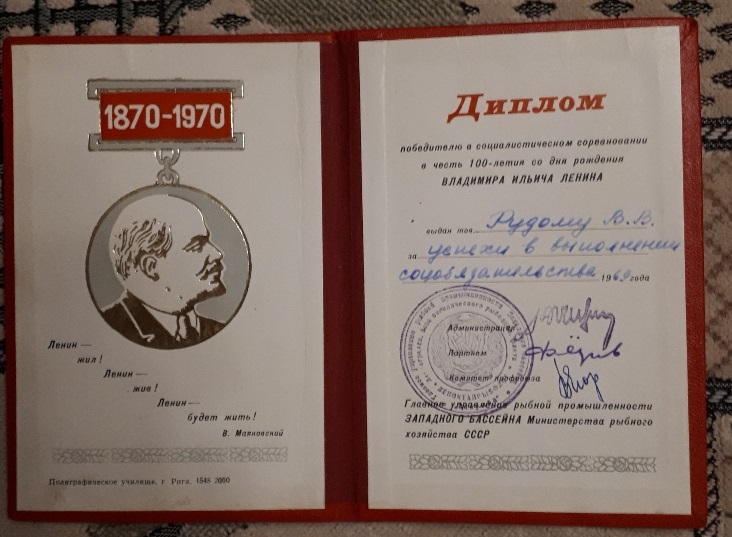 1870-1970
Ленин —
жил!
Ленин —
жив!
Ленин —
будет жить!
В. Маяковский
Полиграфическое училище, г. Рига, 1548 2000
Диплом
победителю в социалистическом соревновании
в честь 100-летия со дня рождения
ВЛАДИМИРА ИЛЬИЧА ЛЕНИНА
выдан тов. Рудому В.В.
за успехи в выполнении
соцобязательства 1969 года
Администрация
Партком
Комитет профсоюза
Главное управление рыбной промышленности
ЗАПАДНОГО БАССЕЙНА Министерства рыбного
хозяйства СССР